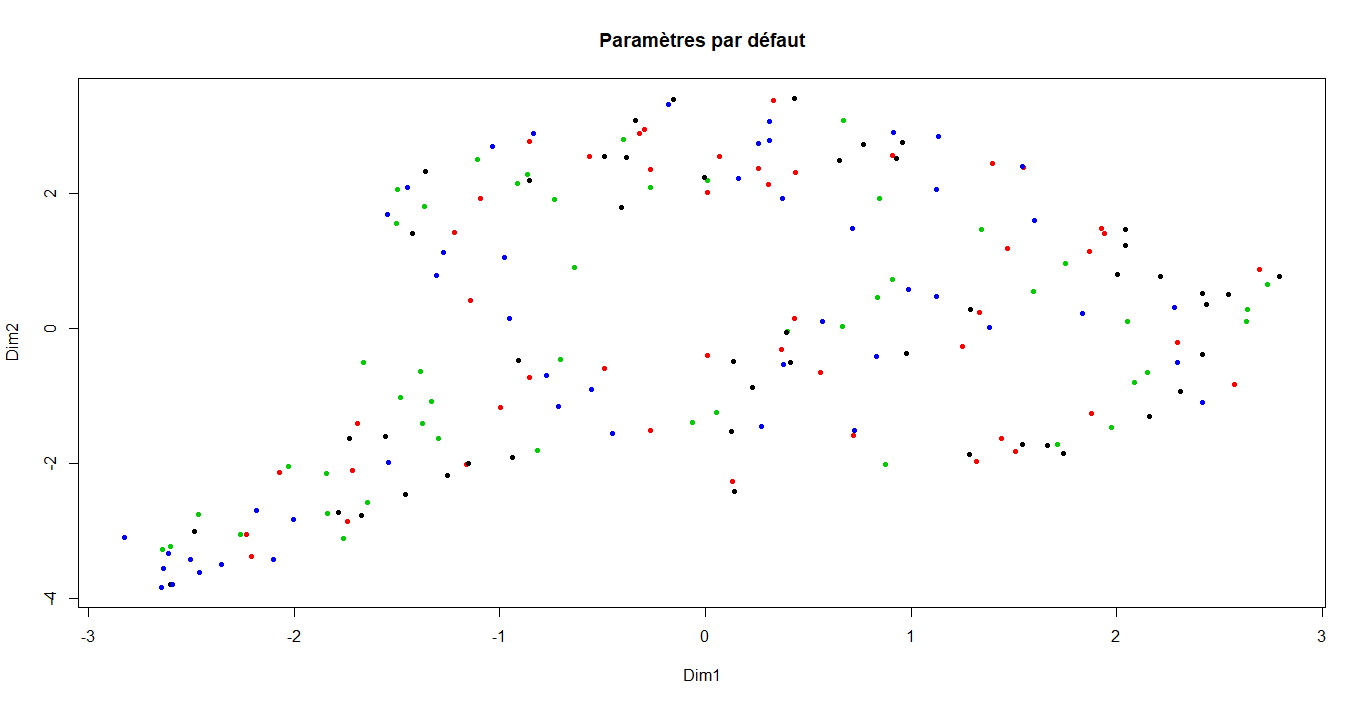 Paramètres par défaut
Dim2
2
0
-2
-4
-3 -2 -1 0 1 2 3
Dim1